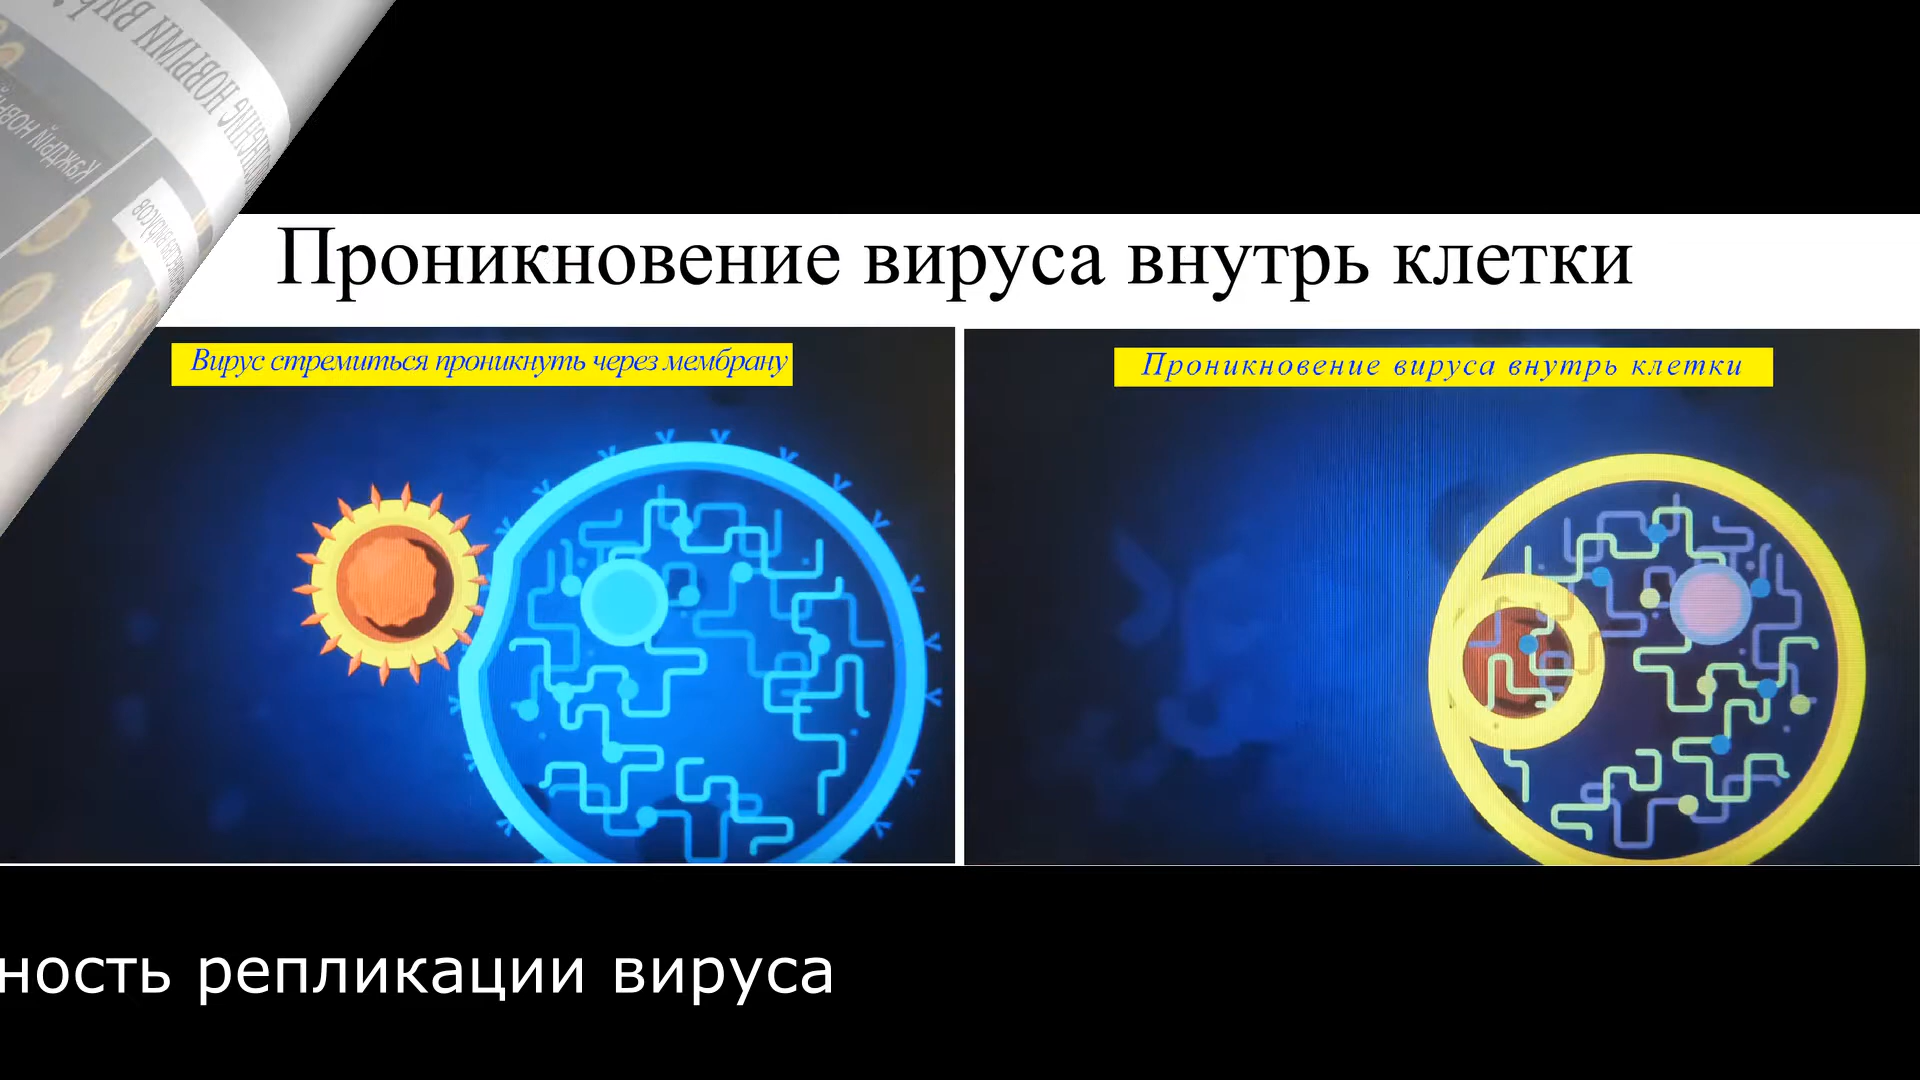 Проникновение вируса внутрь клетки
Вирус стремиться проникнуть через мембрану
Проникновение вируса внутрь клетки
ность репликации вируса